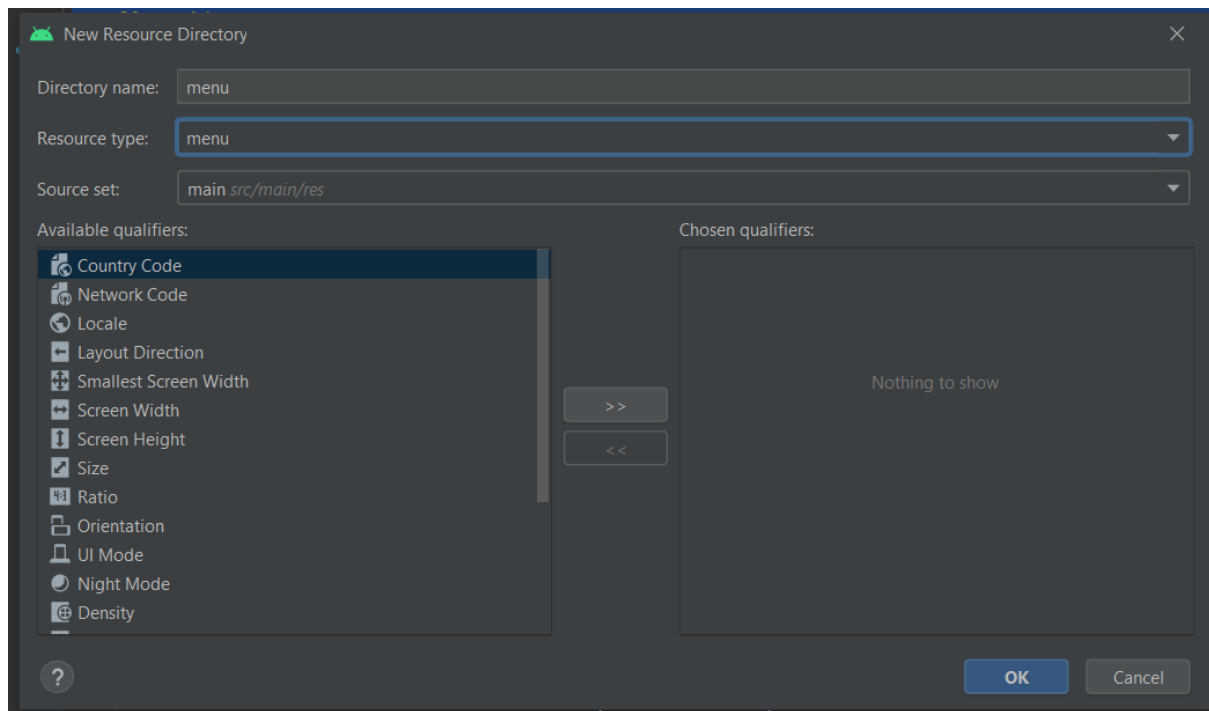 New Resource Directory
Directory name: menu
Resource type: menu
Source set: main src/main/res
Available qualifiers:
Chosen qualifiers:
Country Code
Network Code
Locale
Layout Direction
Smallest Screen Width
Screen Width
Screen Height
Size
Ratio
Orientation
UI Mode
Night Mode
Density
>>
<<
Nothing to show
?
OK
Cancel